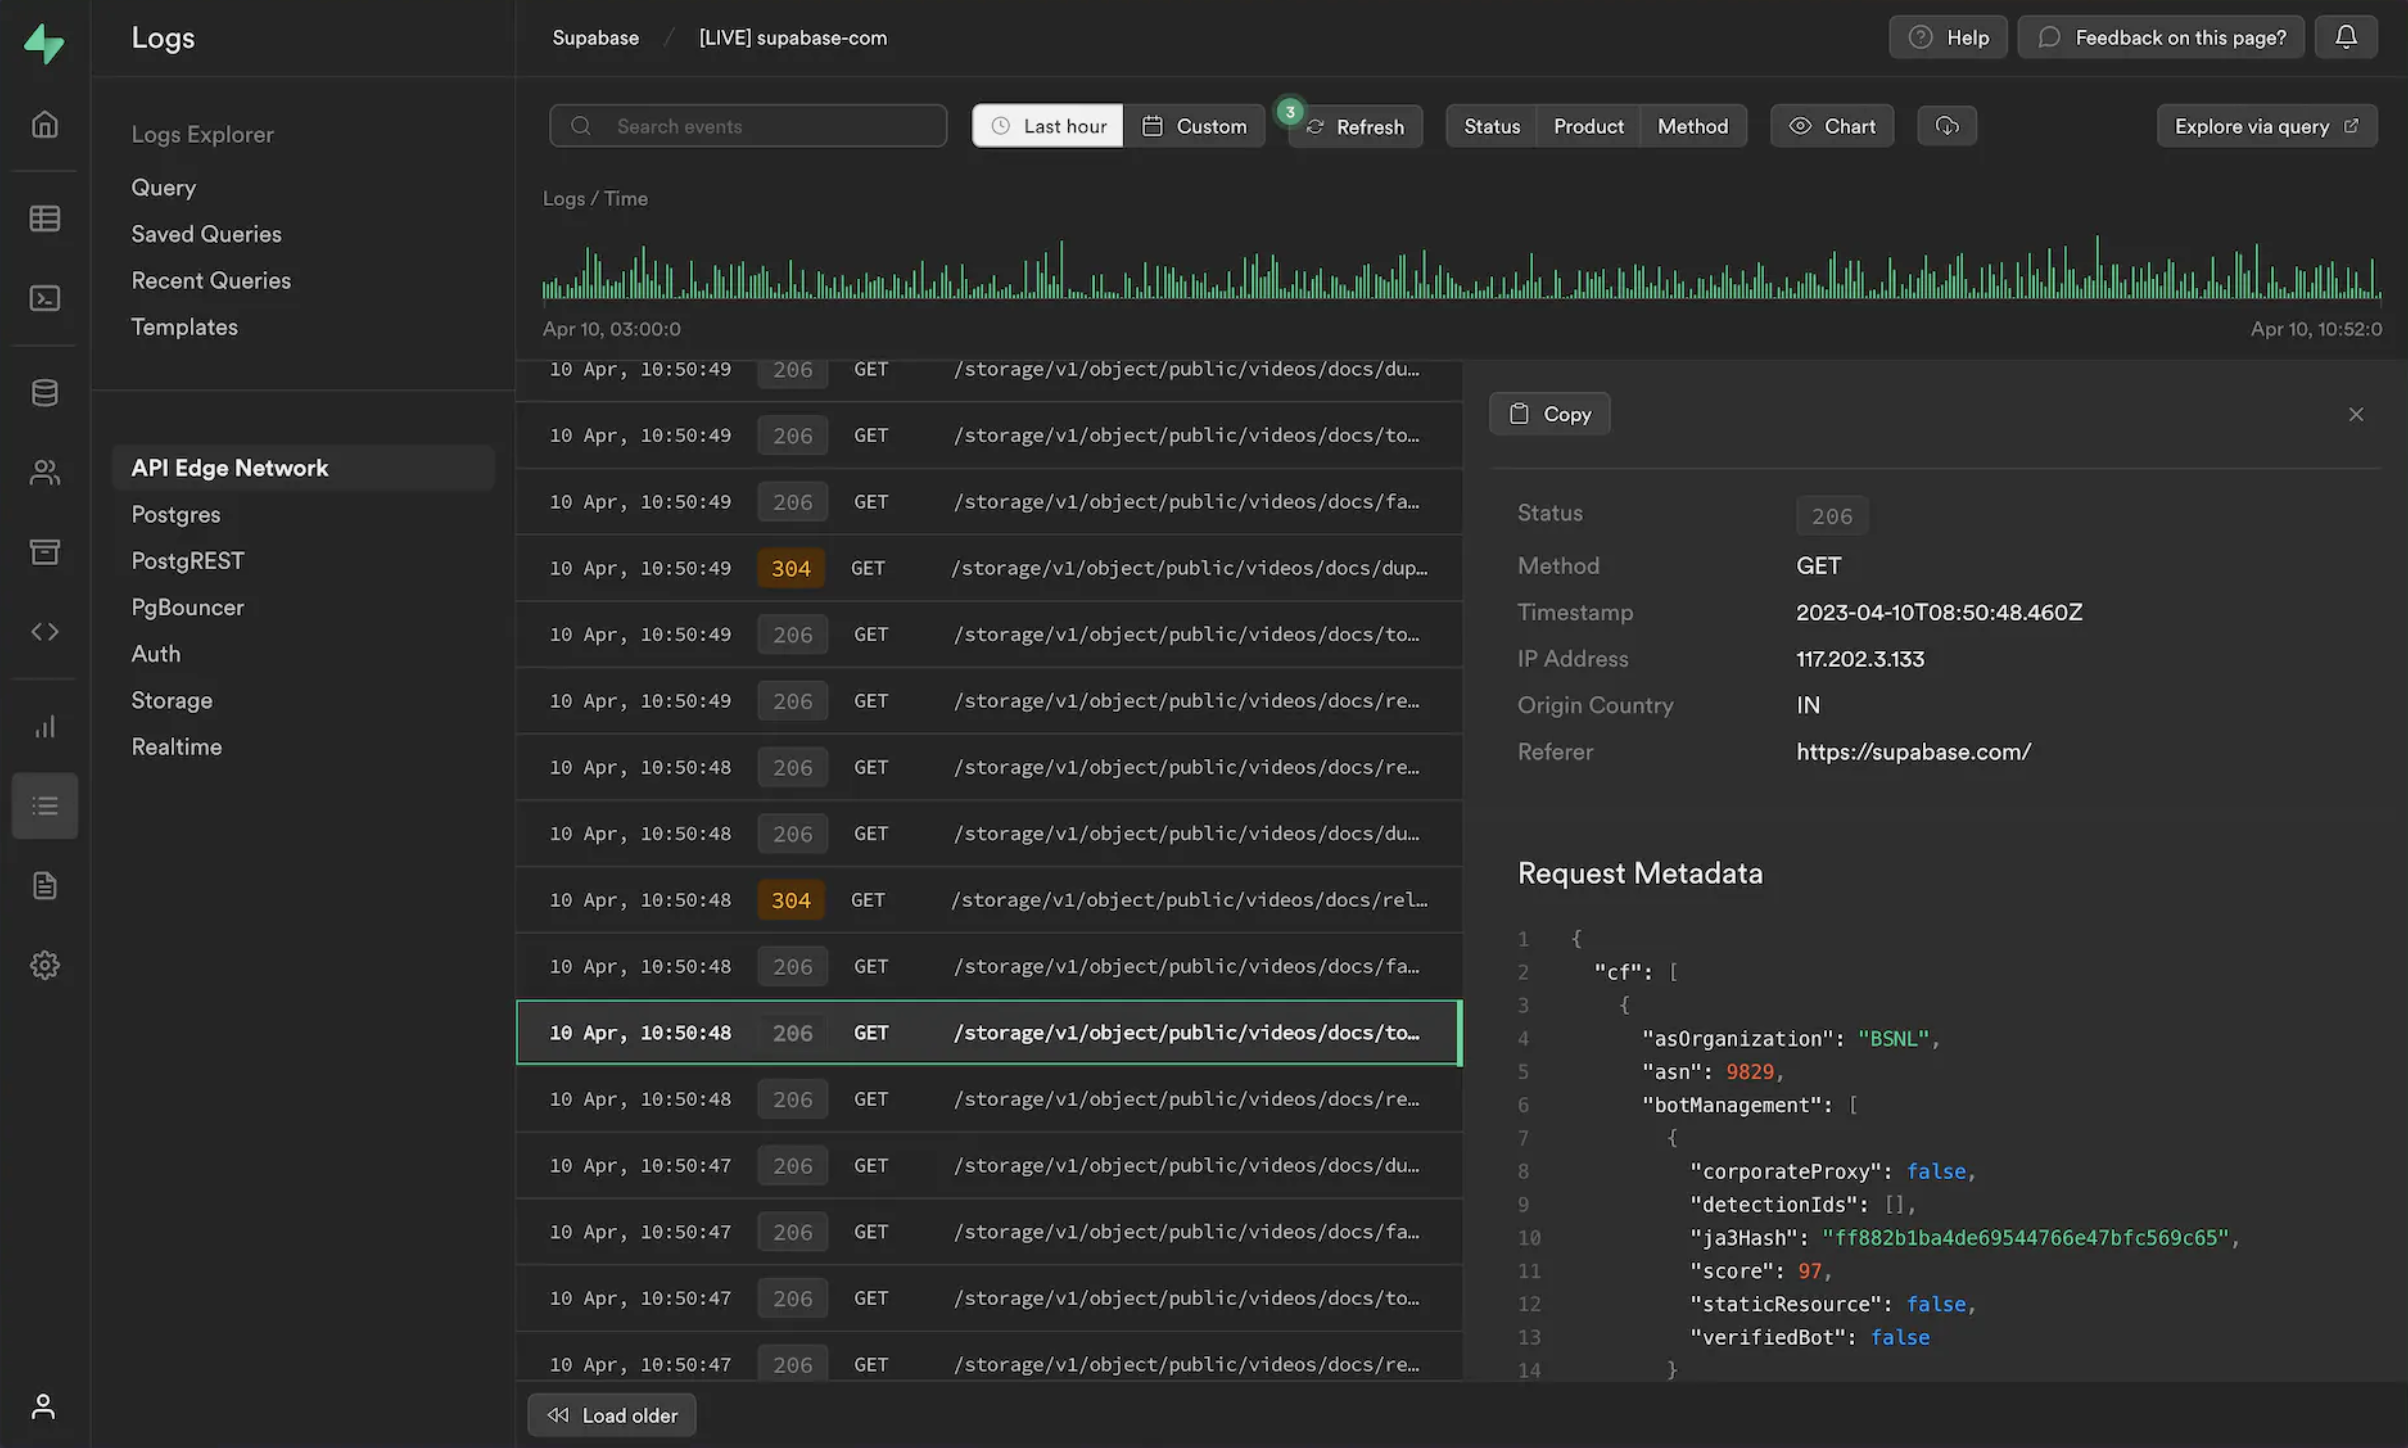 Logs
Supabase / [LIVE] supabase-com
Help
Feedback on this page?
Logs Explorer
Query
Saved Queries
Recent Queries
Templates
API Edge Network
Postgres
PostgREST
PgBouncer
Auth
Storage
Realtime
Search events
Last hour
Custom
3
Refresh
Status
Product
Method
Chart
Explore via query
Logs / Time
Apr 10, 03:00:0
Apr 10, 10:52:0
10 Apr, 10:50:49 206 GET /storage/v1/object/public/videos/docs/du…
10 Apr, 10:50:49 206 GET /storage/v1/object/public/videos/docs/to…
10 Apr, 10:50:49 206 GET /storage/v1/object/public/videos/docs/fa…
10 Apr, 10:50:49 304 GET /storage/v1/object/public/videos/docs/dup…
10 Apr, 10:50:49 206 GET /storage/v1/object/public/videos/docs/to…
10 Apr, 10:50:49 206 GET /storage/v1/object/public/videos/docs/re…
10 Apr, 10:50:48 206 GET /storage/v1/object/public/videos/docs/re…
10 Apr, 10:50:48 206 GET /storage/v1/object/public/videos/docs/du…
10 Apr, 10:50:48 304 GET /storage/v1/object/public/videos/docs/rel…
10 Apr, 10:50:48 206 GET /storage/v1/object/public/videos/docs/fa…
10 Apr, 10:50:48 206 GET /storage/v1/object/public/videos/docs/to…
10 Apr, 10:50:48 206 GET /storage/v1/object/public/videos/docs/re…
10 Apr, 10:50:47 206 GET /storage/v1/object/public/videos/docs/du…
10 Apr, 10:50:47 206 GET /storage/v1/object/public/videos/docs/fa…
10 Apr, 10:50:47 206 GET /storage/v1/object/public/videos/docs/to…
10 Apr, 10:50:47 206 GET /storage/v1/object/public/videos/docs/re…
Load older
Copy
Status 206
Method GET
Timestamp 2023-04-10T08:50:48.460Z
IP Address 117.202.3.133
Origin Country IN
Referer https://supabase.com/
Request Metadata
1 {
2 "cf": [
3 {
4 "asOrganization": "BSNL",
5 "asn": 9829,
6 "botManagement": [
7 {
8 "corporateProxy": false,
9 "detectionIds": [],
10 "ja3Hash": "ff882b1ba4de69544766e47bfc569c65",
11 "score": 97,
12 "staticResource": false,
13 "verifiedBot": false
14 }